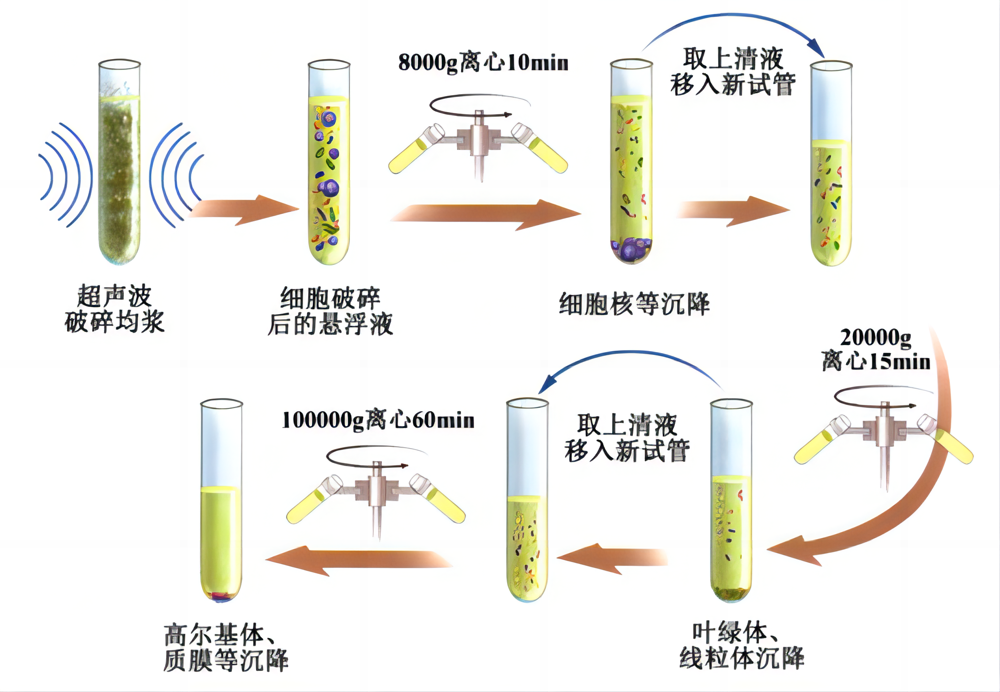 8000g离心10min
取上清液
移入新试管
超声波
破碎均浆
细胞破碎
后的悬浮液
细胞核等沉降
20000g
离心15min
100000g离心60min
取上清液
移入新试管
高尔基体、
质膜等沉降
叶绿体、
线粒体沉降